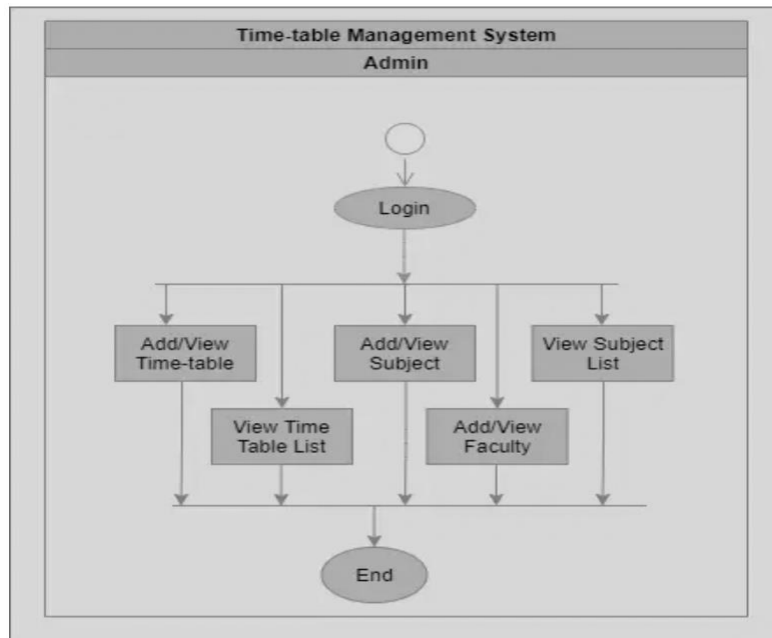 Time-table Management System
Admin
Login
Add/View
Time-table
Add/View
Subject
View Subject
List
View Time
Table List
Add/View
Faculty
End